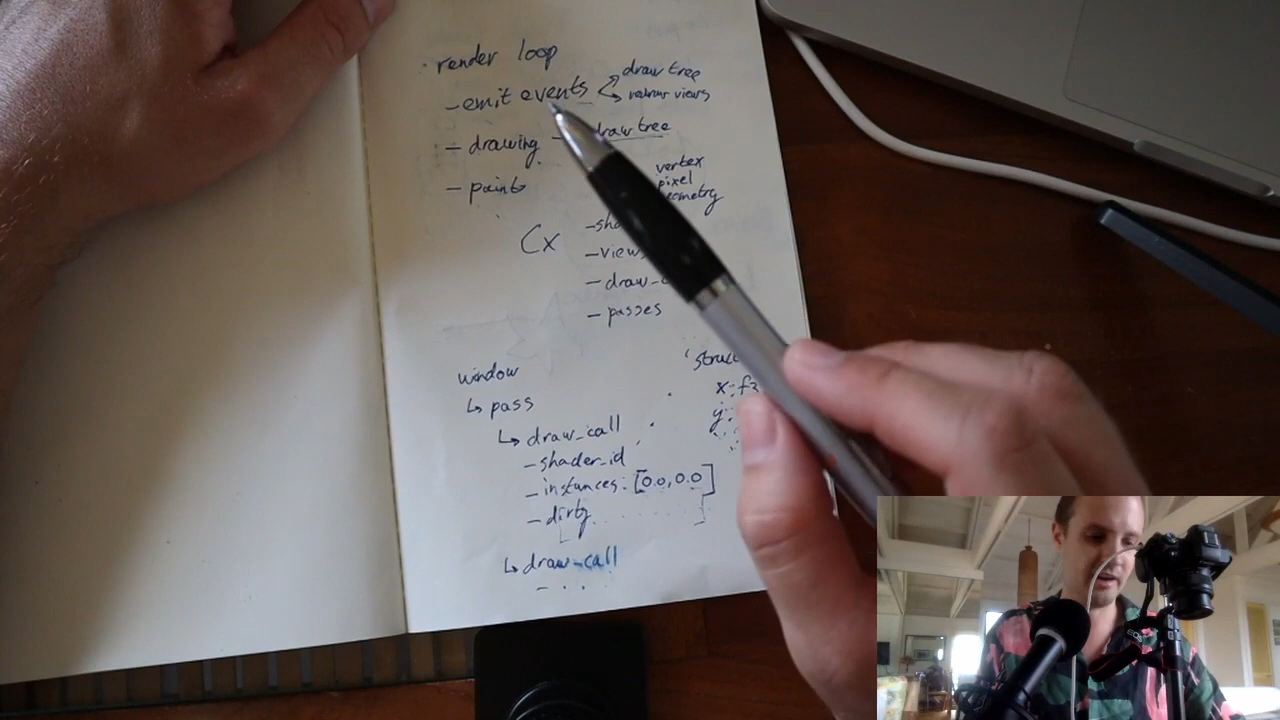 render loop
- emit events
draw tree
redraw views
- drawing - draw tree
- paint
vertex
pixel
geometry
Cx
- views
- draw_c
- passes
window
↳ pass
↳ draw_call
- shader_id
- instances: [0.0, 0.0]
- dirty
↳ draw_call
- . .
struct
x: f3
y: